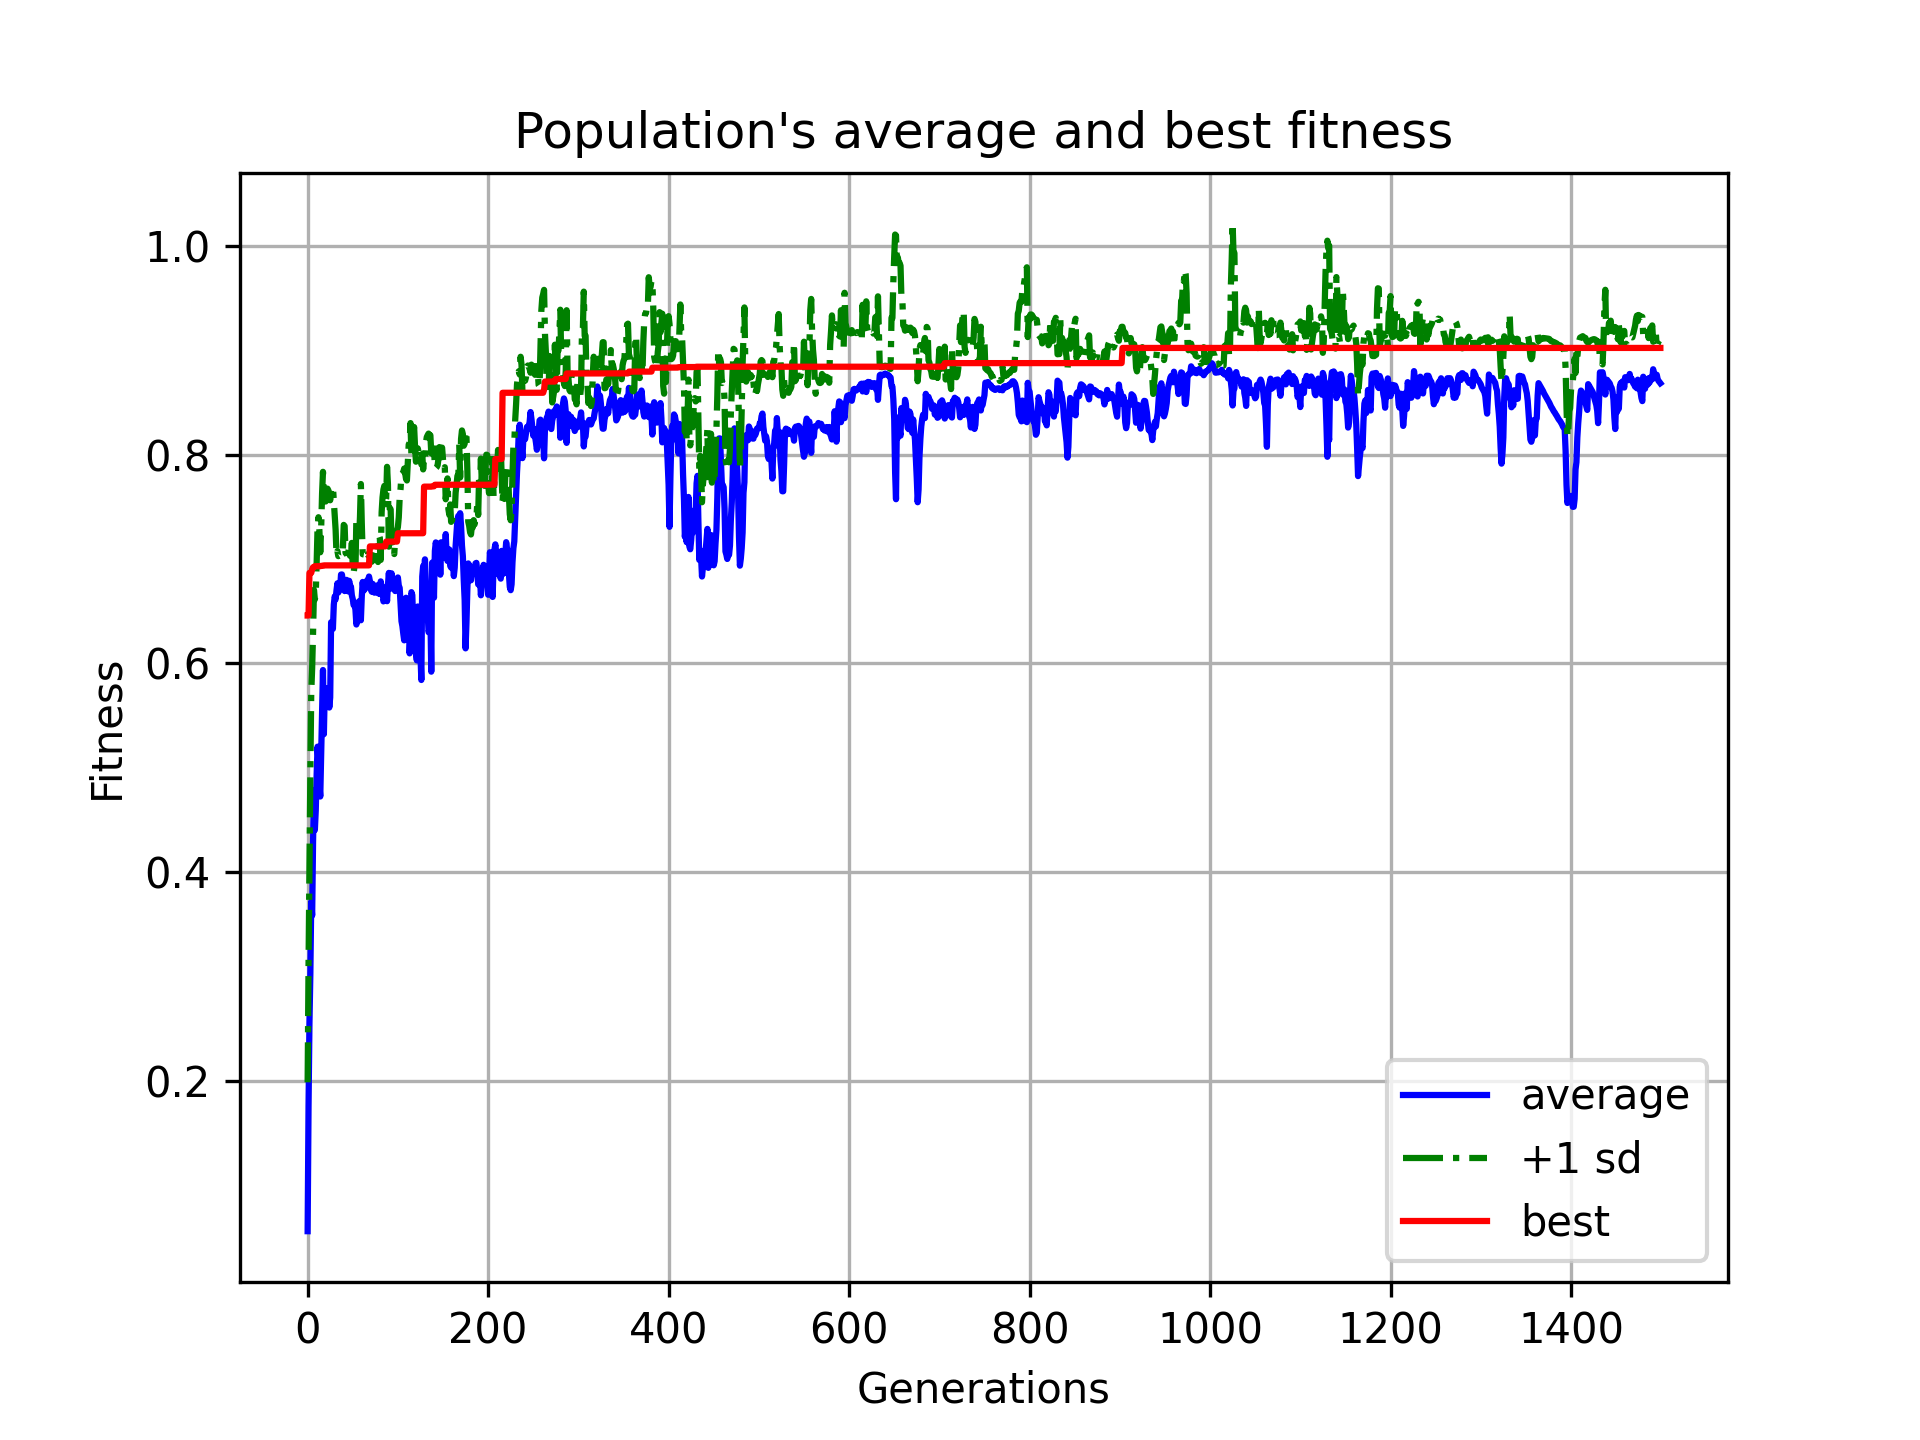 Population's average and best fitness
1.0
0.8
0.6
0.4
0.2
Fitness
0 200 400 600 800 1000 1200 1400
Generations
average
+1 sd
best